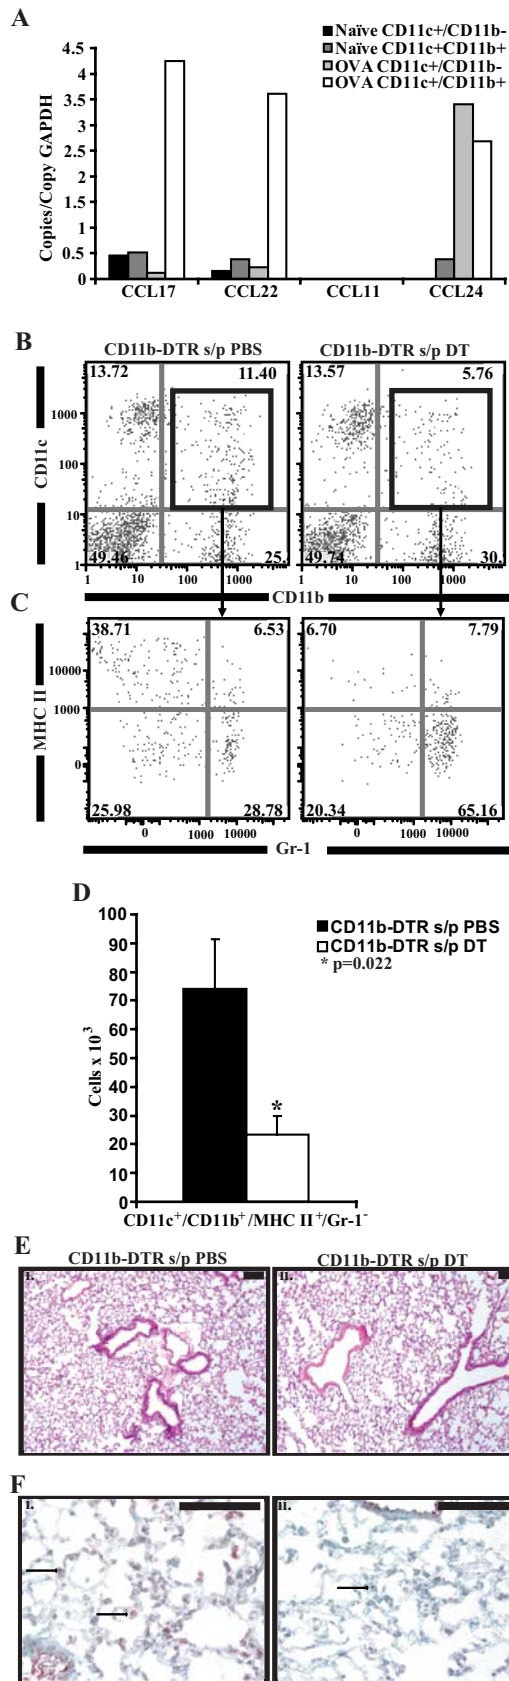 A
Naïve CD11c+/CD11b-
Naïve CD11c+CD11b+
OVA CD11c+/CD11b-
OVA CD11c+/CD11b+
Copies/Copy GAPDH
4.5
4
3.5
3
2.5
2
1.5
1
0.5
0
CCL17 CCL22 CCL11 CCL24
B
CD11b-DTR s/p PBS CD11b-DTR s/p DT
13.72 11.40 13.57 5.76
CD11c
1000
100
10
1
49.46 25. 49.74 30.
1 10 100 1000 1 10 100 1000
CD11b
C
38.71 6.53 6.70 7.79
MHC II
10000
1000
0
25.98 28.78 20.34 65.16
0 1000 10000 0 1000 10000
Gr-1
D
CD11b-DTR s/p PBS
CD11b-DTR s/p DT
* p=0.022
Cells x 10³
100
90
80
70
60
50
40
30
20
10
0
*
CD11c⁺/CD11b⁺/MHC II⁺/Gr-1⁻
E
CD11b-DTR s/p PBS CD11b-DTR s/p DT
i. ii.
F
i. ii.